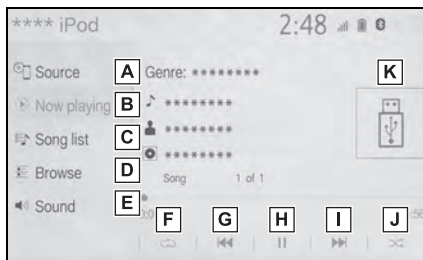 **** iPod 2:48
Source A Genre: ******** K
B Now playing ********
Song list C ********
Browse D ********
Song 1 of 1
Sound E
F G H I J